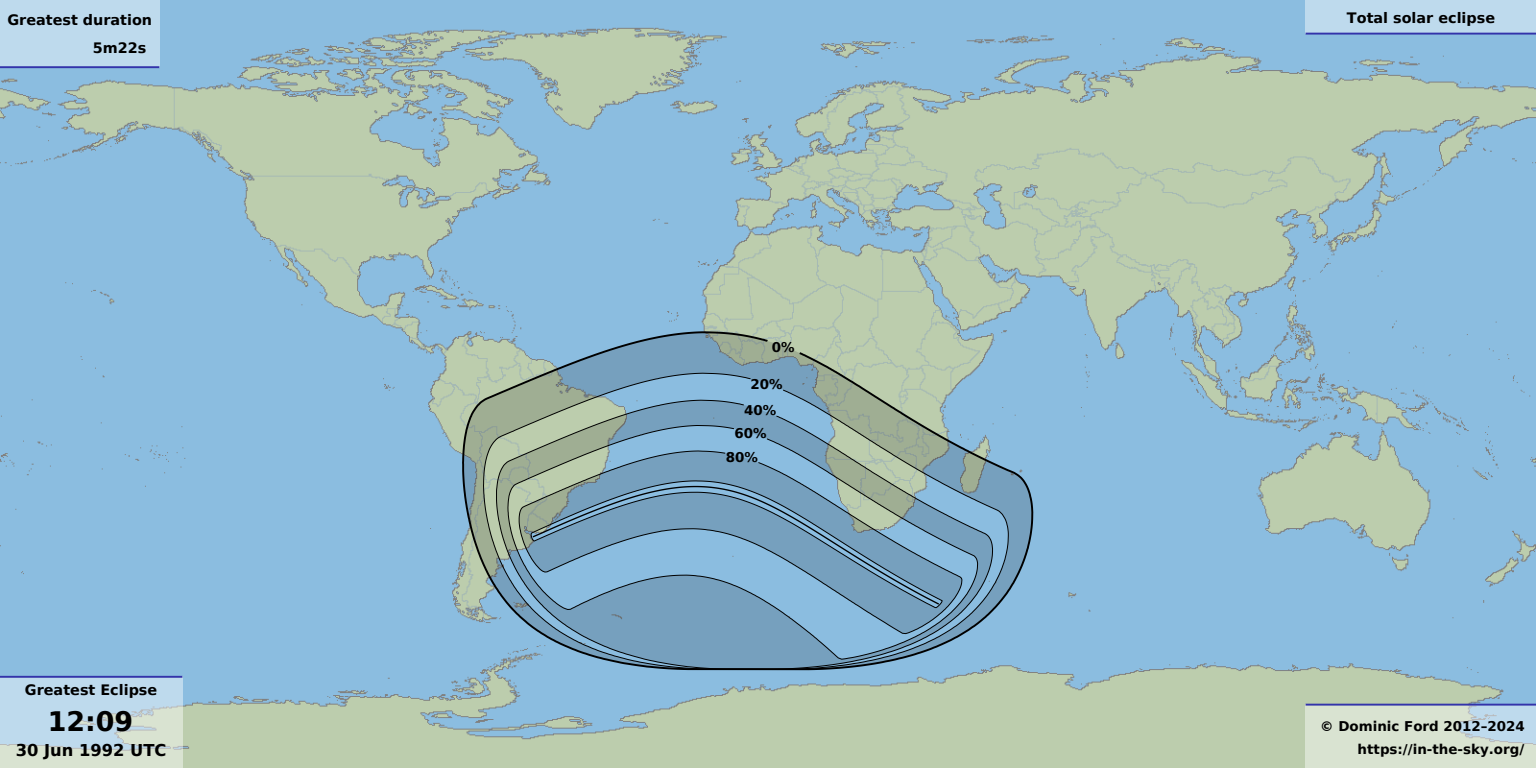 Greatest duration
5m22s
Total solar eclipse
0%
20%
40%
60%
80%
Greatest Eclipse
12:09
30 Jun 1992 UTC
© Dominic Ford 2012–2024
https://in-the-sky.org/